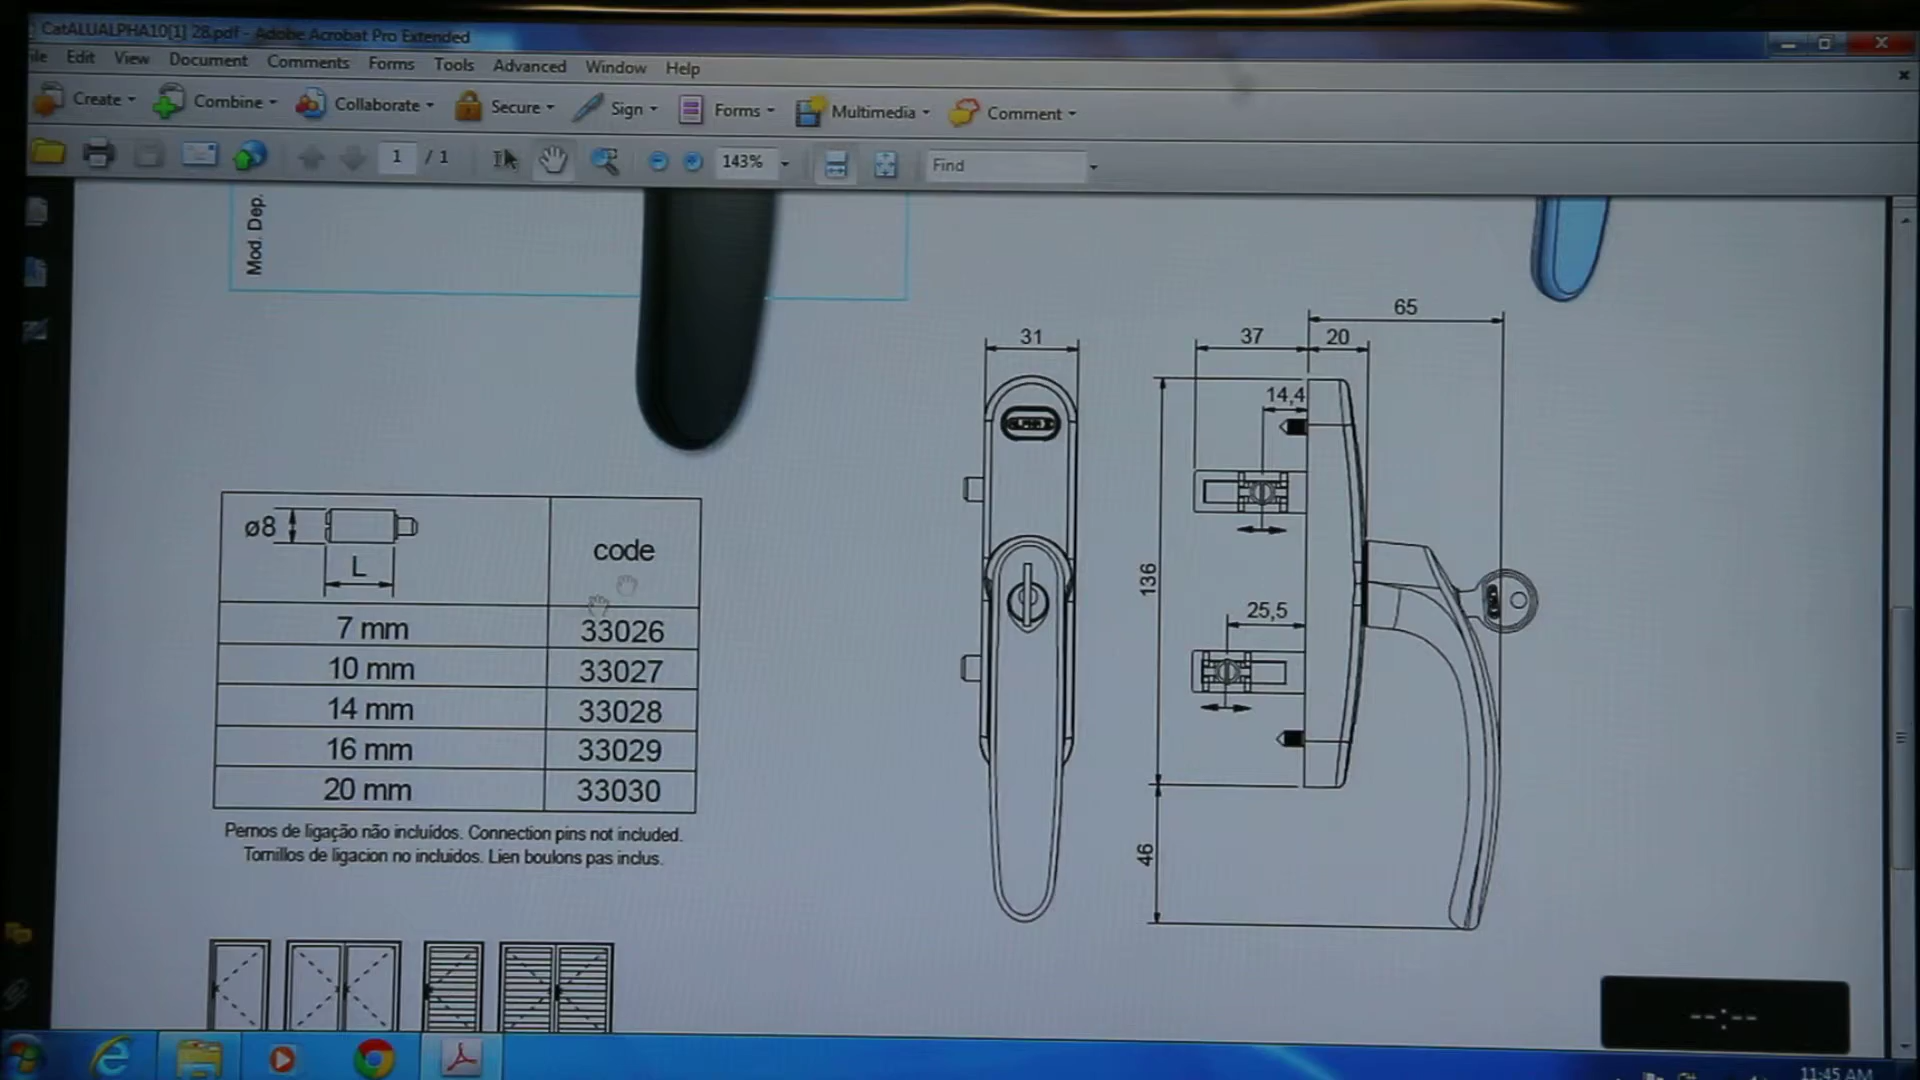 CatALUALPHA10[1] 28.pdf - Adobe Acrobat Pro Extended
Edit View Document Comments Forms Tools Advanced Window Help
Create Combine Collaborate Secure Sign Forms Multimedia Comment
1 / 1 143% Find
Mod. Dep.
ø8
L
code
7 mm 33026
10 mm 33027
14 mm 33028
16 mm 33029
20 mm 33030
Pernos de ligação não incluídos. Connection pins not included.
Tornillos de ligacion no incluidos. Lien boulons pas inclus.
31
ALPHA
65
37
20
14,4
136
25,5
46
--:--
11:45 AM